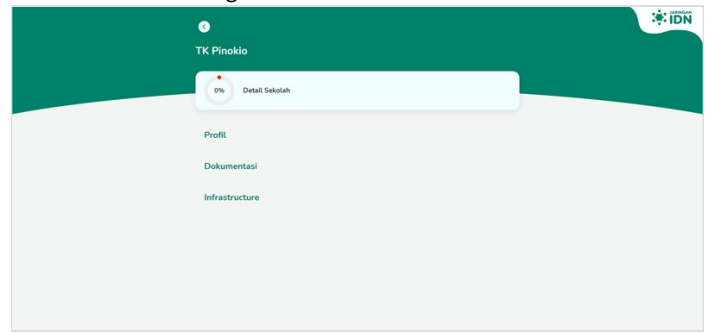 JARINGAN
IDN
TK Pinokio
0%
Detail Sekolah
Profil
Dokumentasi
Infrastructure